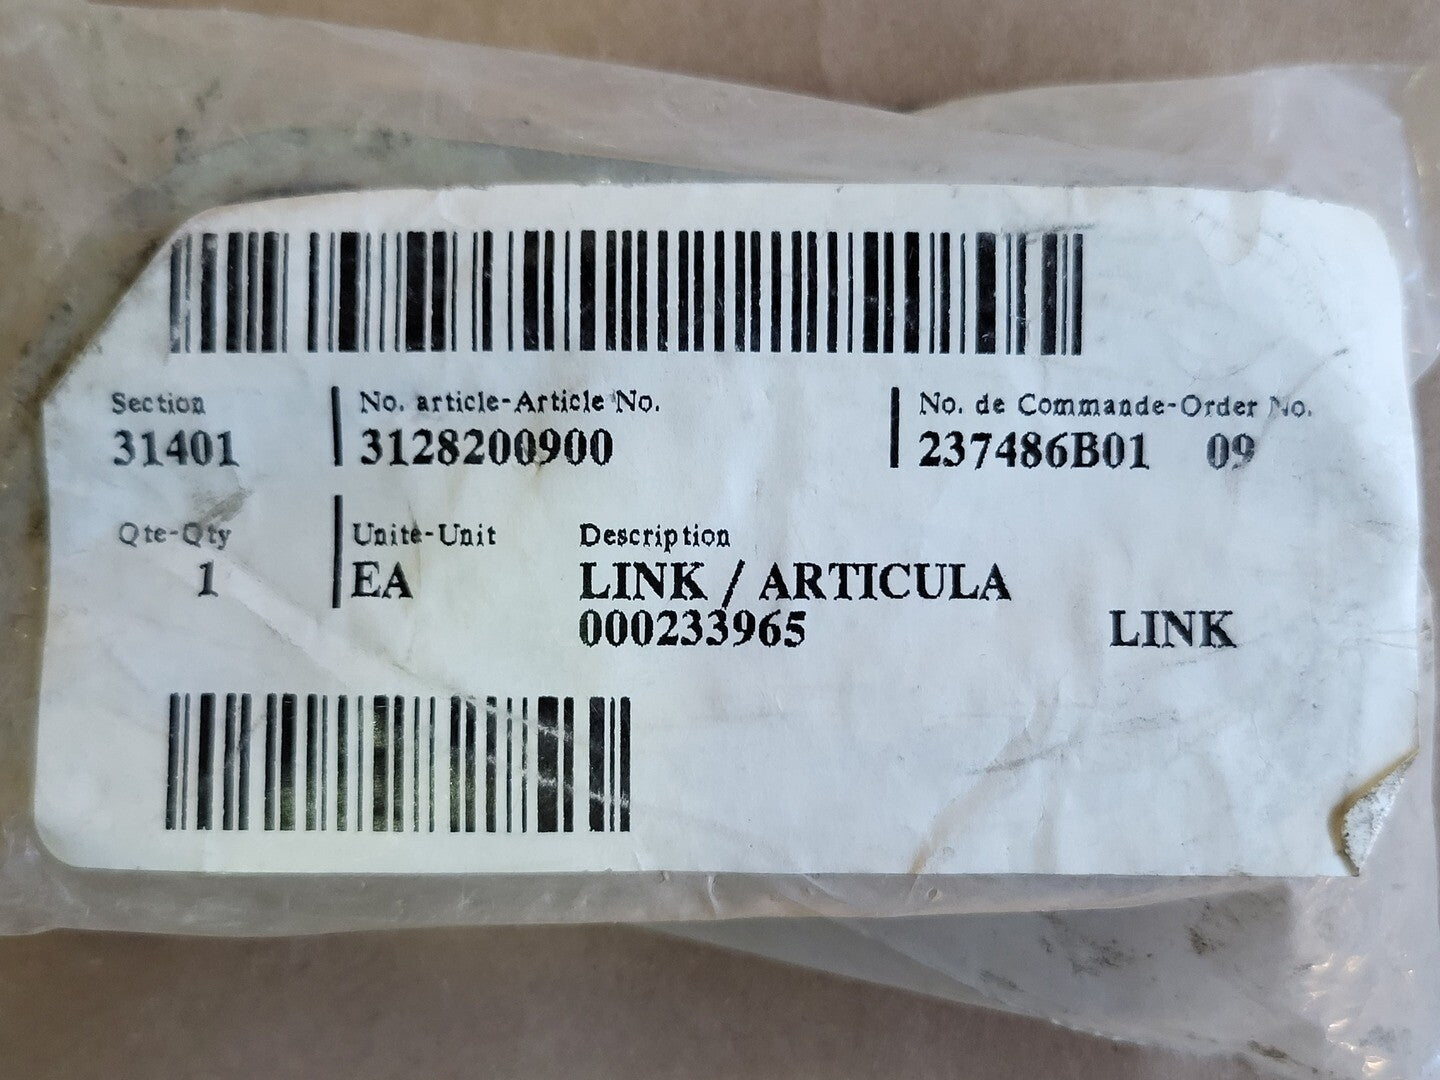 Section
No. article-Article No.
No. de Commande-Order No.
31401
3128200900
237486B01 09
Qte-Qty
Unite-Unit
Description
1
EA
LINK / ARTICULA
000233965
LINK